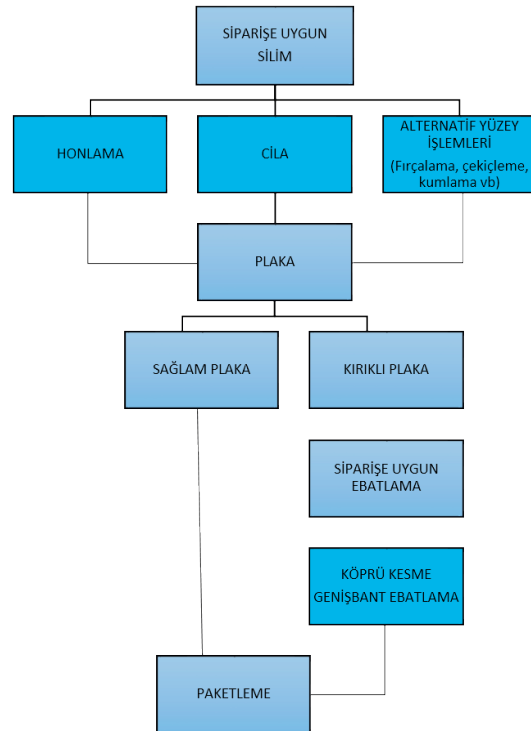 SİPARİŞE UYGUN
SİLİM
HONLAMA
CİLA
ALTERNATİF YÜZEY
İŞLEMLERİ
(Fırçalama, çekiçleme,
kumlama vb)
PLAKA
SAĞLAM PLAKA
KIRIKLI PLAKA
SİPARİŞE UYGUN
EBATLAMA
KÖPRÜ KESME
GENİŞBANT EBATLAMA
PAKETLEME